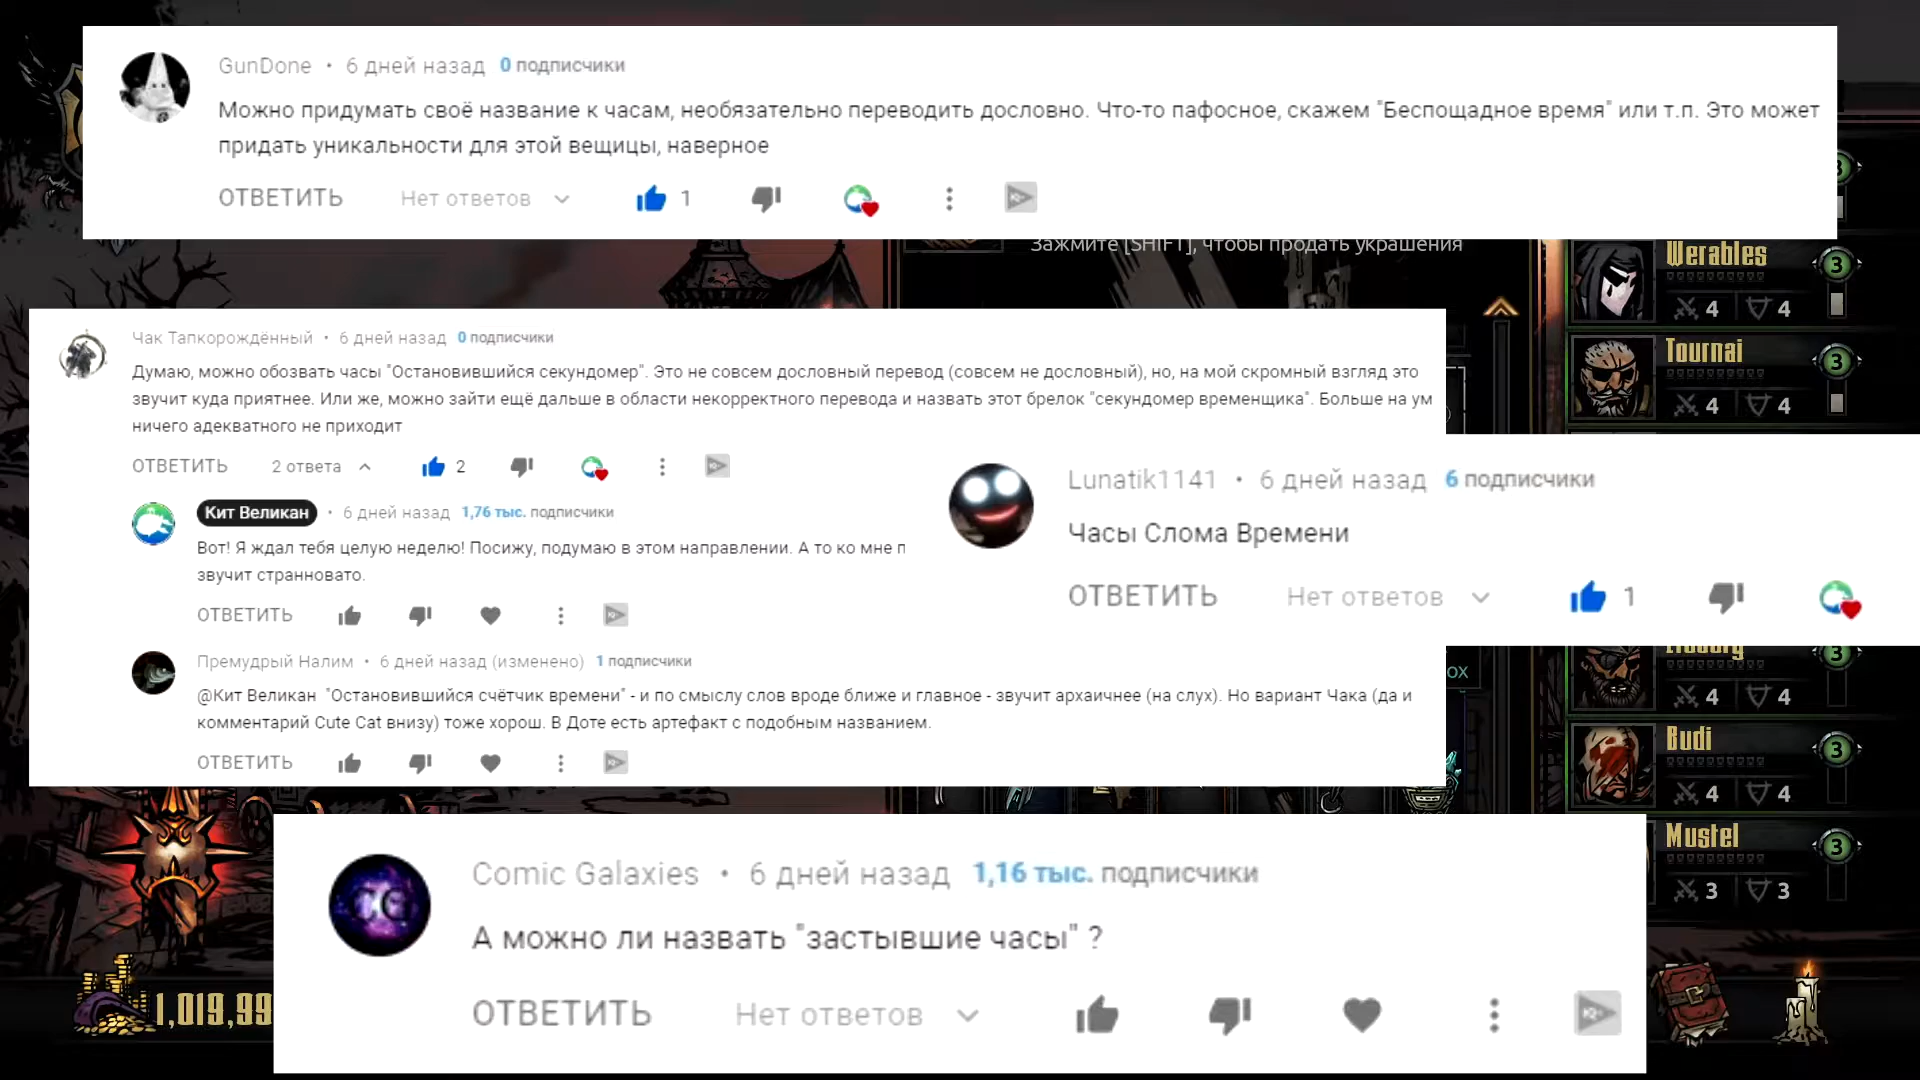 GunDone • 6 дней назад 0 подписчики
Можно придумать своё название к часам, необязательно переводить дословно. Что-то пафосное, скажем "Беспощадное время" или т.п. Это может
придать уникальности для этой вещицы, наверное
ОТВЕТИТЬ Нет ответов 1
Зажмите [SHIFT], чтобы продать украшения
Werables 3
4 4
Tournai 3
4 4
Чак Тапкорождённый • 6 дней назад 0 подписчики
Думаю, можно обозвать часы "Остановившийся секундомер". Это не совсем дословный перевод (совсем не дословный), но, на мой скромный взгляд это
звучит куда приятнее. Или же, можно зайти ещё дальше в области некорректного перевода и назвать этот брелок "секундомер временщика". Больше на ум
ничего адекватного не приходит
ОТВЕТИТЬ 2 ответа 2
Кит Великан • 6 дней назад 1,76 тыс. подписчики
Вот! Я ждал тебя целую неделю! Посижу, подумаю в этом направлении. А то ко мне п
звучит странновато.
ОТВЕТИТЬ
Премудрый Налим • 6 дней назад (изменено) 1 подписчики
@Кит Великан "Остановившийся счётчик времени" - и по смыслу слов вроде ближе и главное - звучит архаичнее (на слух). Но вариант Чака (да и
комментарий Cute Cat внизу) тоже хорош. В Доте есть артефакт с подобным названием.
ОТВЕТИТЬ
Lunatik1141 • 6 дней назад 6 подписчики
Часы Слома Времени
ОТВЕТИТЬ Нет ответов 1
3
4 4
Budi 3
4 4
Mustel 3
3 3
CG
Comic Galaxies • 6 дней назад 1,16 тыс. подписчики
А можно ли назвать "застывшие часы" ?
ОТВЕТИТЬ Нет ответов
1,019,99